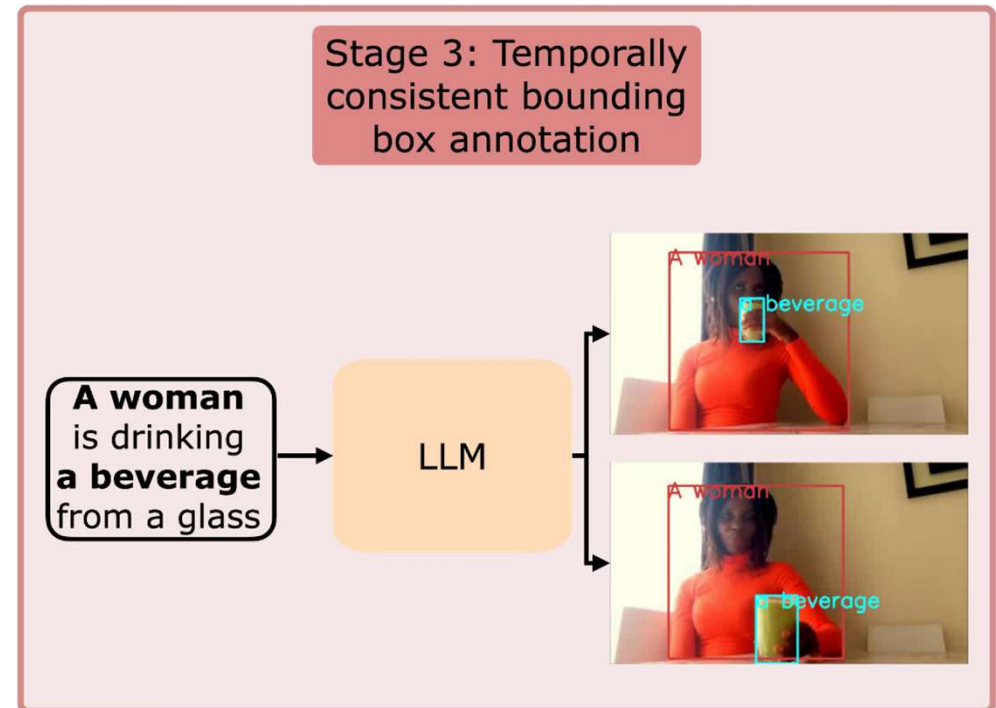 Stage 3: Temporally
consistent bounding
box annotation
A woman
is drinking
a beverage
from a glass
LLM
A woman
a beverage
A woman
a beverage